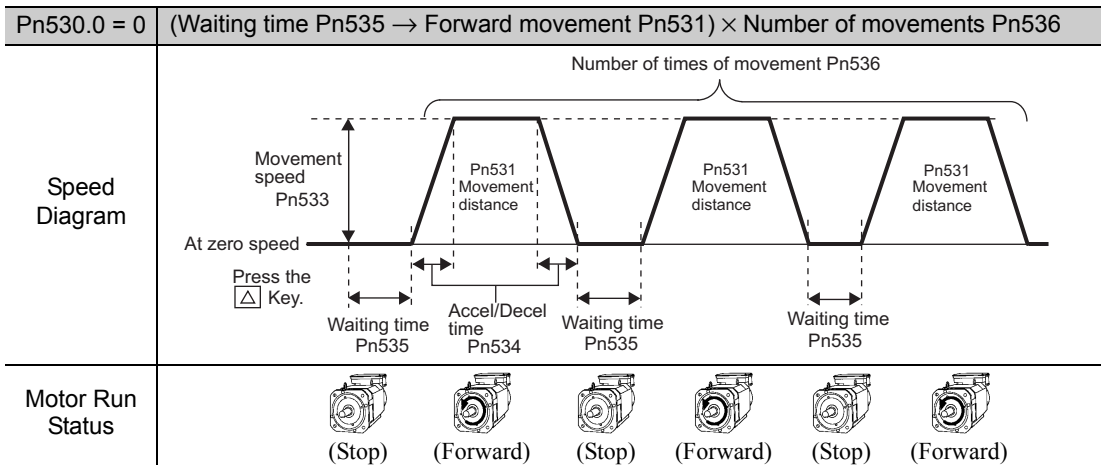 Pn530.0 = 0
(Waiting time Pn535 → Forward movement Pn531) × Number of movements Pn536
Speed
Diagram
Number of times of movement Pn536
Movement
speed
Pn533
Pn531
Movement
distance
Pn531
Movement
distance
Pn531
Movement
distance
At zero speed
Press the
△ Key.
Waiting time
Pn535
Accel/Decel
time
Pn534
Waiting time
Pn535
Waiting time
Pn535
Motor Run
Status
(Stop) (Forward) (Stop) (Forward) (Stop) (Forward)